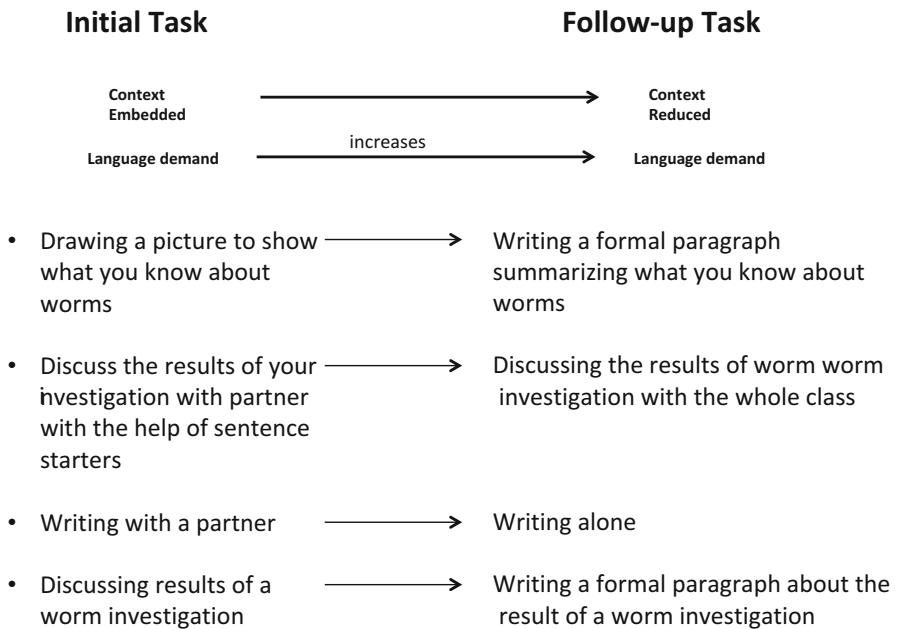 Initial Task
Follow-up Task
Context
Embedded
Context
Reduced
increases
Language demand
Language demand
• Drawing a picture to show
what you know about
worms
Writing a formal paragraph
summarizing what you know about
worms
• Discuss the results of your
investigation with partner
with the help of sentence
starters
Discussing the results of worm worm
investigation with the whole class
• Writing with a partner
Writing alone
• Discussing results of a
worm investigation
Writing a formal paragraph about the
result of a worm investigation